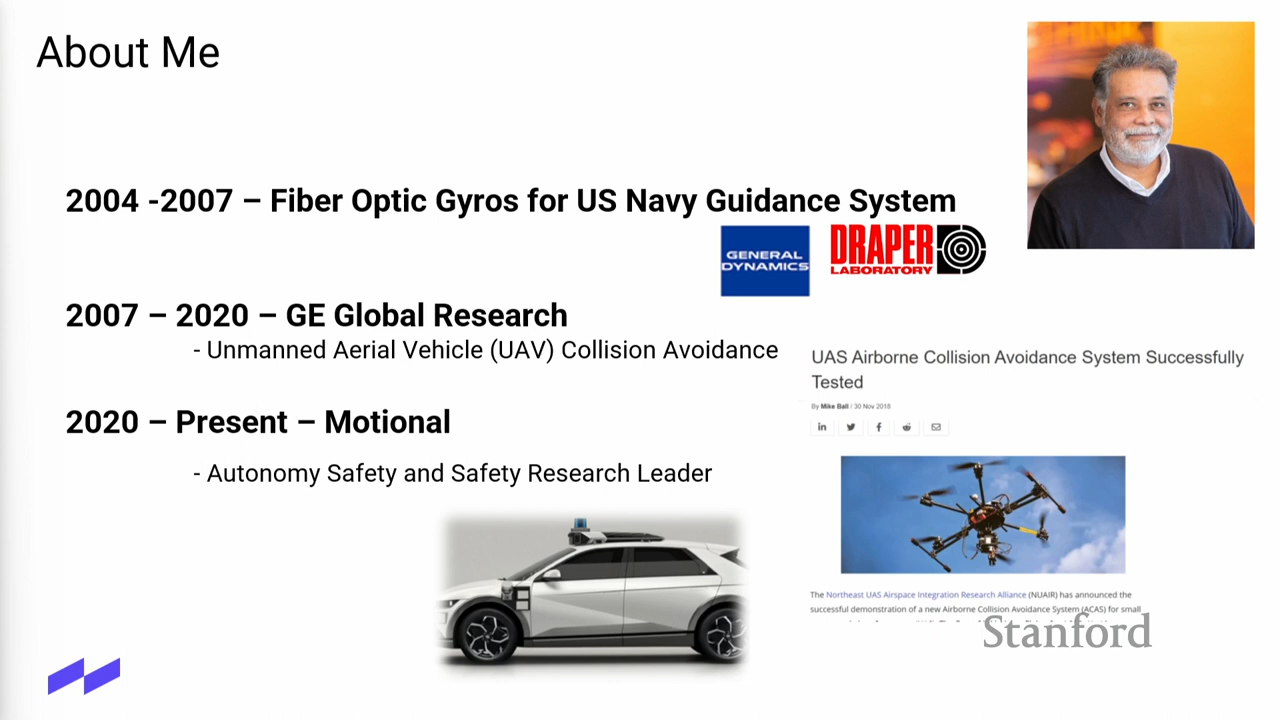 About Me
2004 -2007 – Fiber Optic Gyros for US Navy Guidance System
GENERAL
DYNAMICS
DRAPER
LABORATORY
2007 – 2020 – GE Global Research
- Unmanned Aerial Vehicle (UAV) Collision Avoidance
UAS Airborne Collision Avoidance System Successfully
Tested
By Mike Ball / 30 Nov 2018
2020 – Present – Motional
- Autonomy Safety and Safety Research Leader
The Northeast UAS Airspace Integration Research Alliance (NUAIR) has announced the
successful demonstration of a new Airborne Collision Avoidance System (ACAS) for small
Stanford